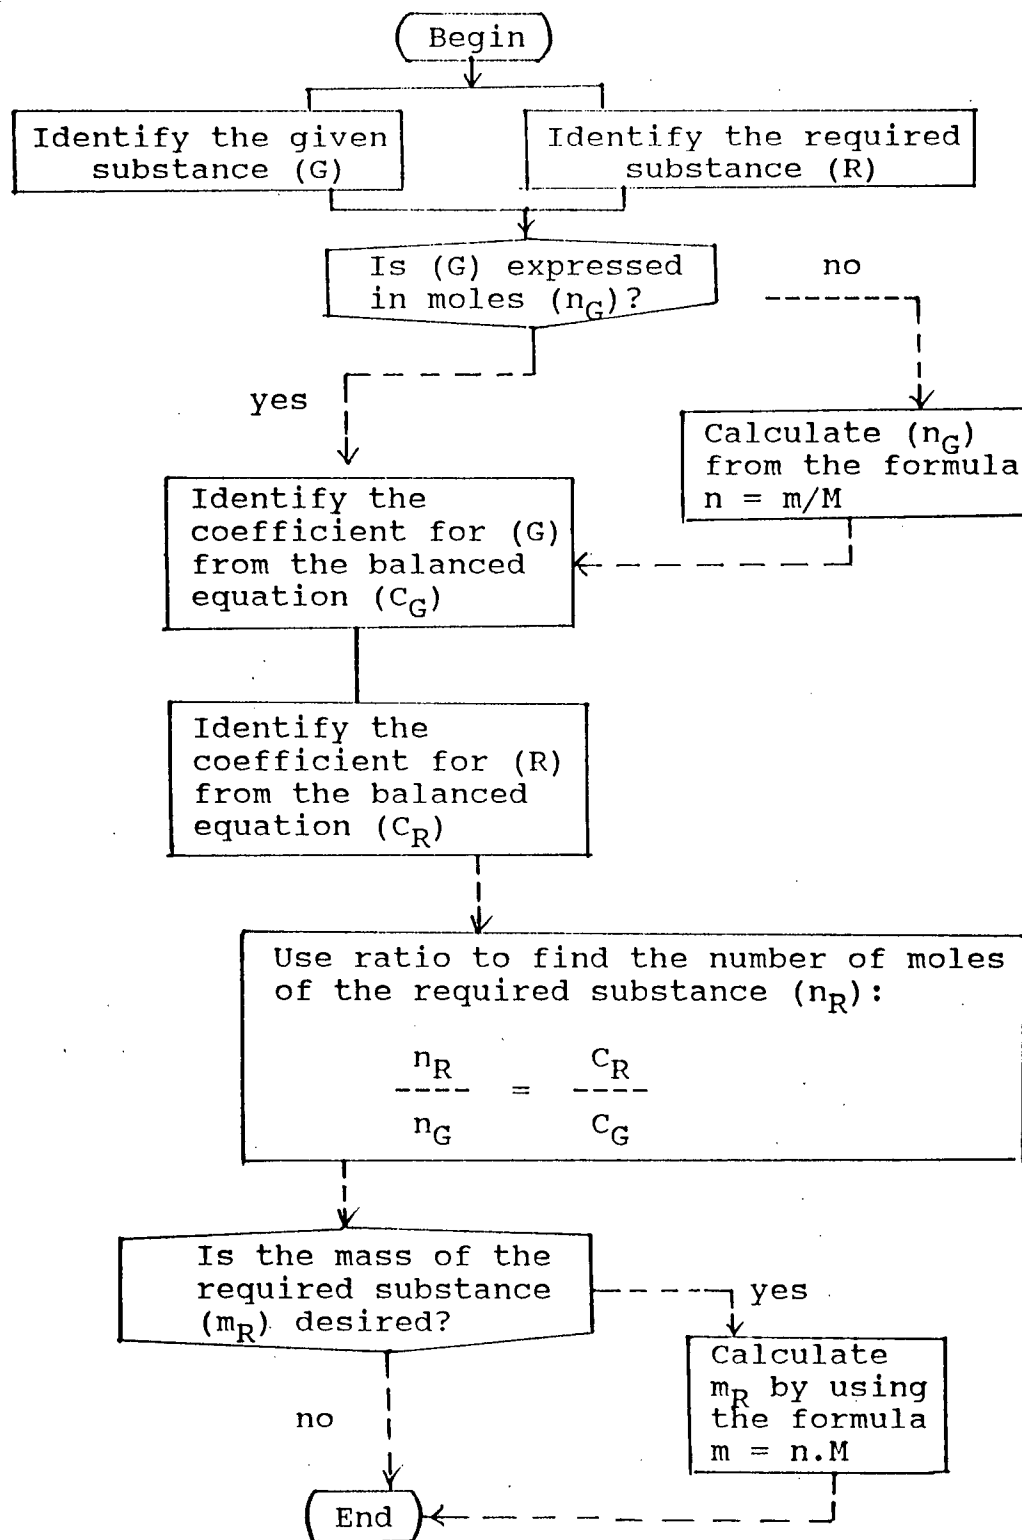 Begin
Identify the given
substance (G)
Identify the required
substance (R)
Is (G) expressed
in moles (nG)?
no
yes
Calculate (nG)
from the formula
n = m/M
Identify the
coefficient for (G)
from the balanced
equation (CG)
Identify the
coefficient for (R)
from the balanced
equation (CR)
Use ratio to find the number of moles
of the required substance (nR):
nR CR
---- = ----
nG CG
Is the mass of the
required substance
(mR) desired?
yes
Calculate
mR by using
the formula
m = n.M
no
End